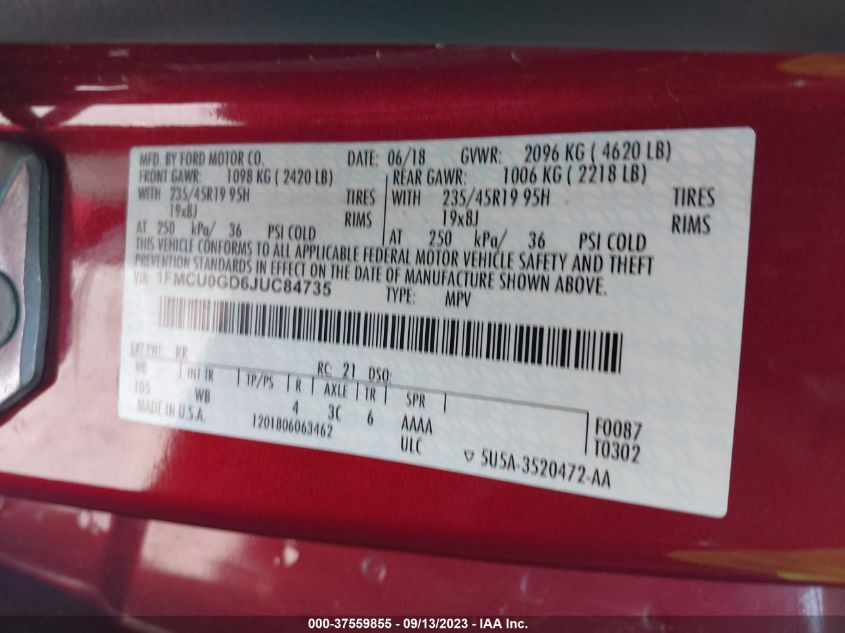 MFD. BY FORD MOTOR CO. DATE: 06/18 GVWR: 2096 KG ( 4620 LB)
FRONT GAWR: 1098 KG ( 2420 LB) REAR GAWR: 1006 KG ( 2218 LB)
WITH 235/45R19 95H TIRES WITH 235/45R19 95H TIRES
19x8J RIMS 19x8J RIMS
AT 250 kPa/ 36 PSI COLD AT 250 kPa/ 36 PSI COLD
THIS VEHICLE CONFORMS TO ALL APPLICABLE FEDERAL MOTOR VEHICLE SAFETY AND THEFT
PREVENTION STANDARDS IN EFFECT ON THE DATE OF MANUFACTURE SHOWN ABOVE.
VIN: 1FMCU0GD6JUC84735 TYPE: MPV
EXT PNT: RR RC: 21 DSO:
WB INT TR TP/PS R AXLE TR SPR
105 WB 4 3C 6 AAAA F0087
MADE IN U.S.A. 1201806063462 ULC T0302
▽ 5U5A-3520472-AA
000-37559855 - 09/13/2023 - © IAA, Inc.